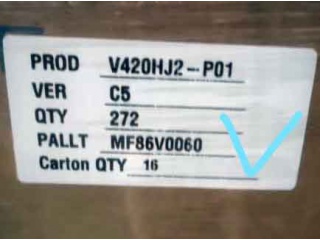 PROD V420HJ2-P01
VER C5
QTY 272
PALLT MF86V0060
Carton QTY 16